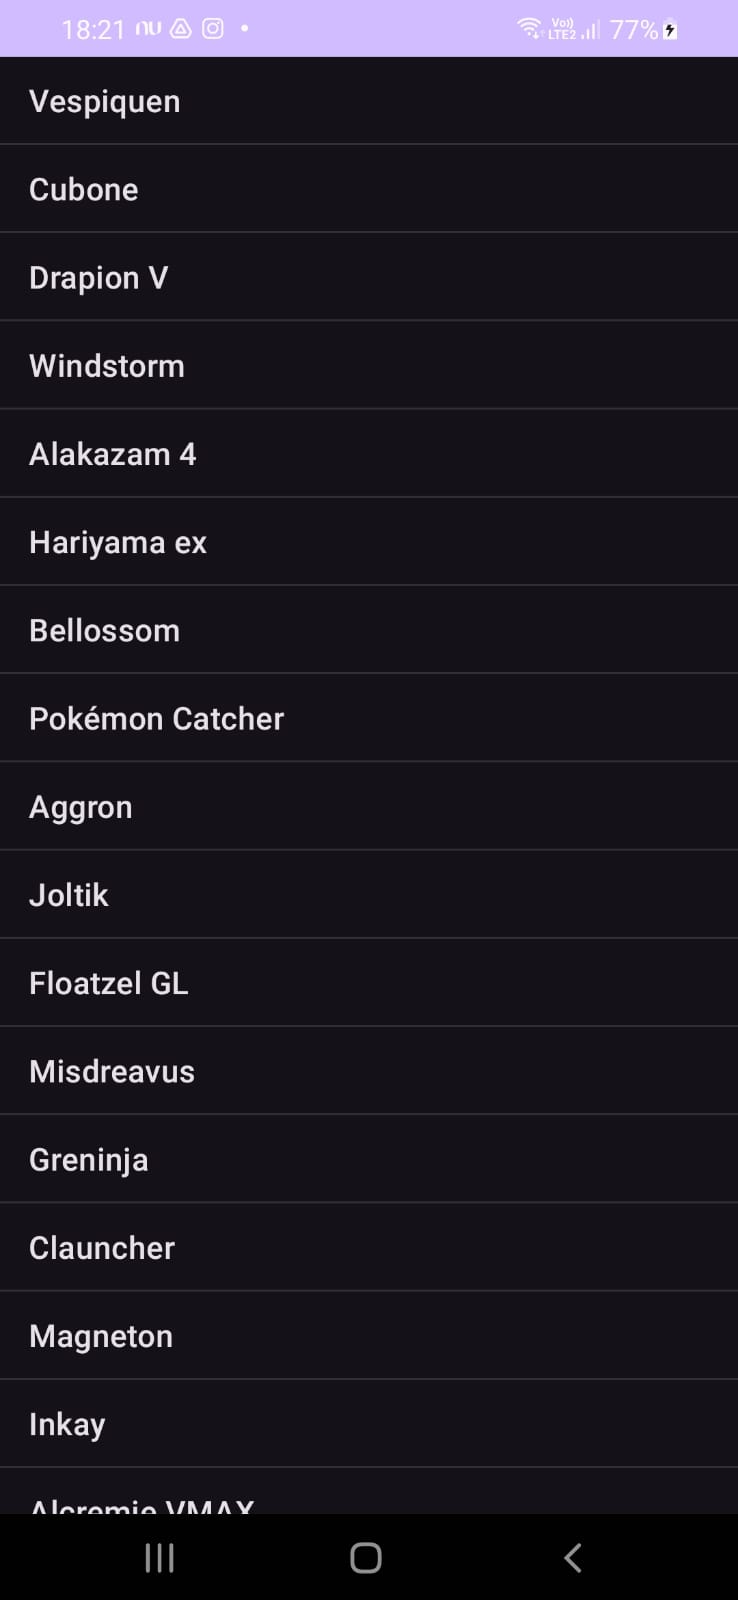 18:21 nu 77%
Vo)) LTE2
Vespiquen
Cubone
Drapion V
Windstorm
Alakazam 4
Hariyama ex
Bellossom
Pokémon Catcher
Aggron
Joltik
Floatzel GL
Misdreavus
Greninja
Clauncher
Magneton
Inkay
Alcremie VMAX